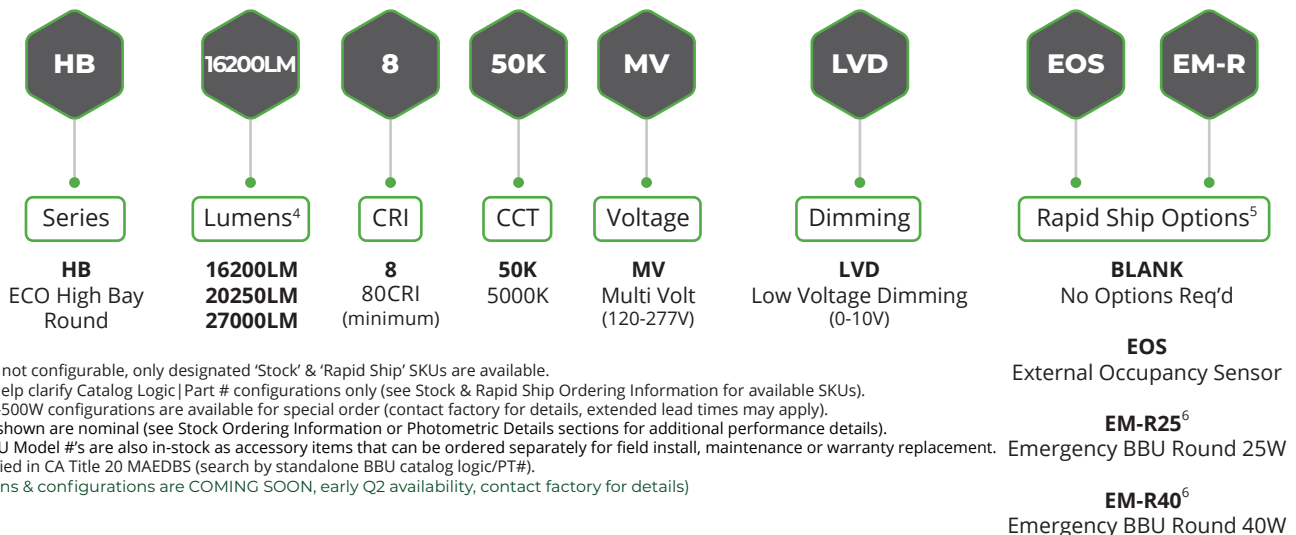 HB 16200LM 8 50K MV LVD EOS EM-R
Series Lumens4 CRI CCT Voltage Dimming Rapid Ship Options5
HB
ECO High Bay
Round
16200LM
20250LM
27000LM
8
80CRI
(minimum)
50K
5000K
MV
Multi Volt
(120-277V)
LVD
Low Voltage Dimming
(0-10V)
BLANK
No Options Req’d
EOS
External Occupancy Sensor
EM-R25⁶
Emergency BBU Round 25W
EM-R40⁶
Emergency BBU Round 40W
not configurable, only designated ‘Stock’ & ‘Rapid Ship’ SKUs are available.
elp clarify Catalog Logic|Part # configurations only (see Stock & Rapid Ship Ordering Information for available SKUs).
-500W configurations are available for special order (contact factory for details, extended lead times may apply).
shown are nominal (see Stock Ordering Information or Photometric Details sections for additional performance details).
U Model #’s are also in-stock as accessory items that can be ordered separately for field install, maintenance or warranty replacement.
ied in CA Title 20 MAEDBS (search by standalone BBU catalog logic/PT#).
ns & configurations are COMING SOON, early Q2 availability, contact factory for details)